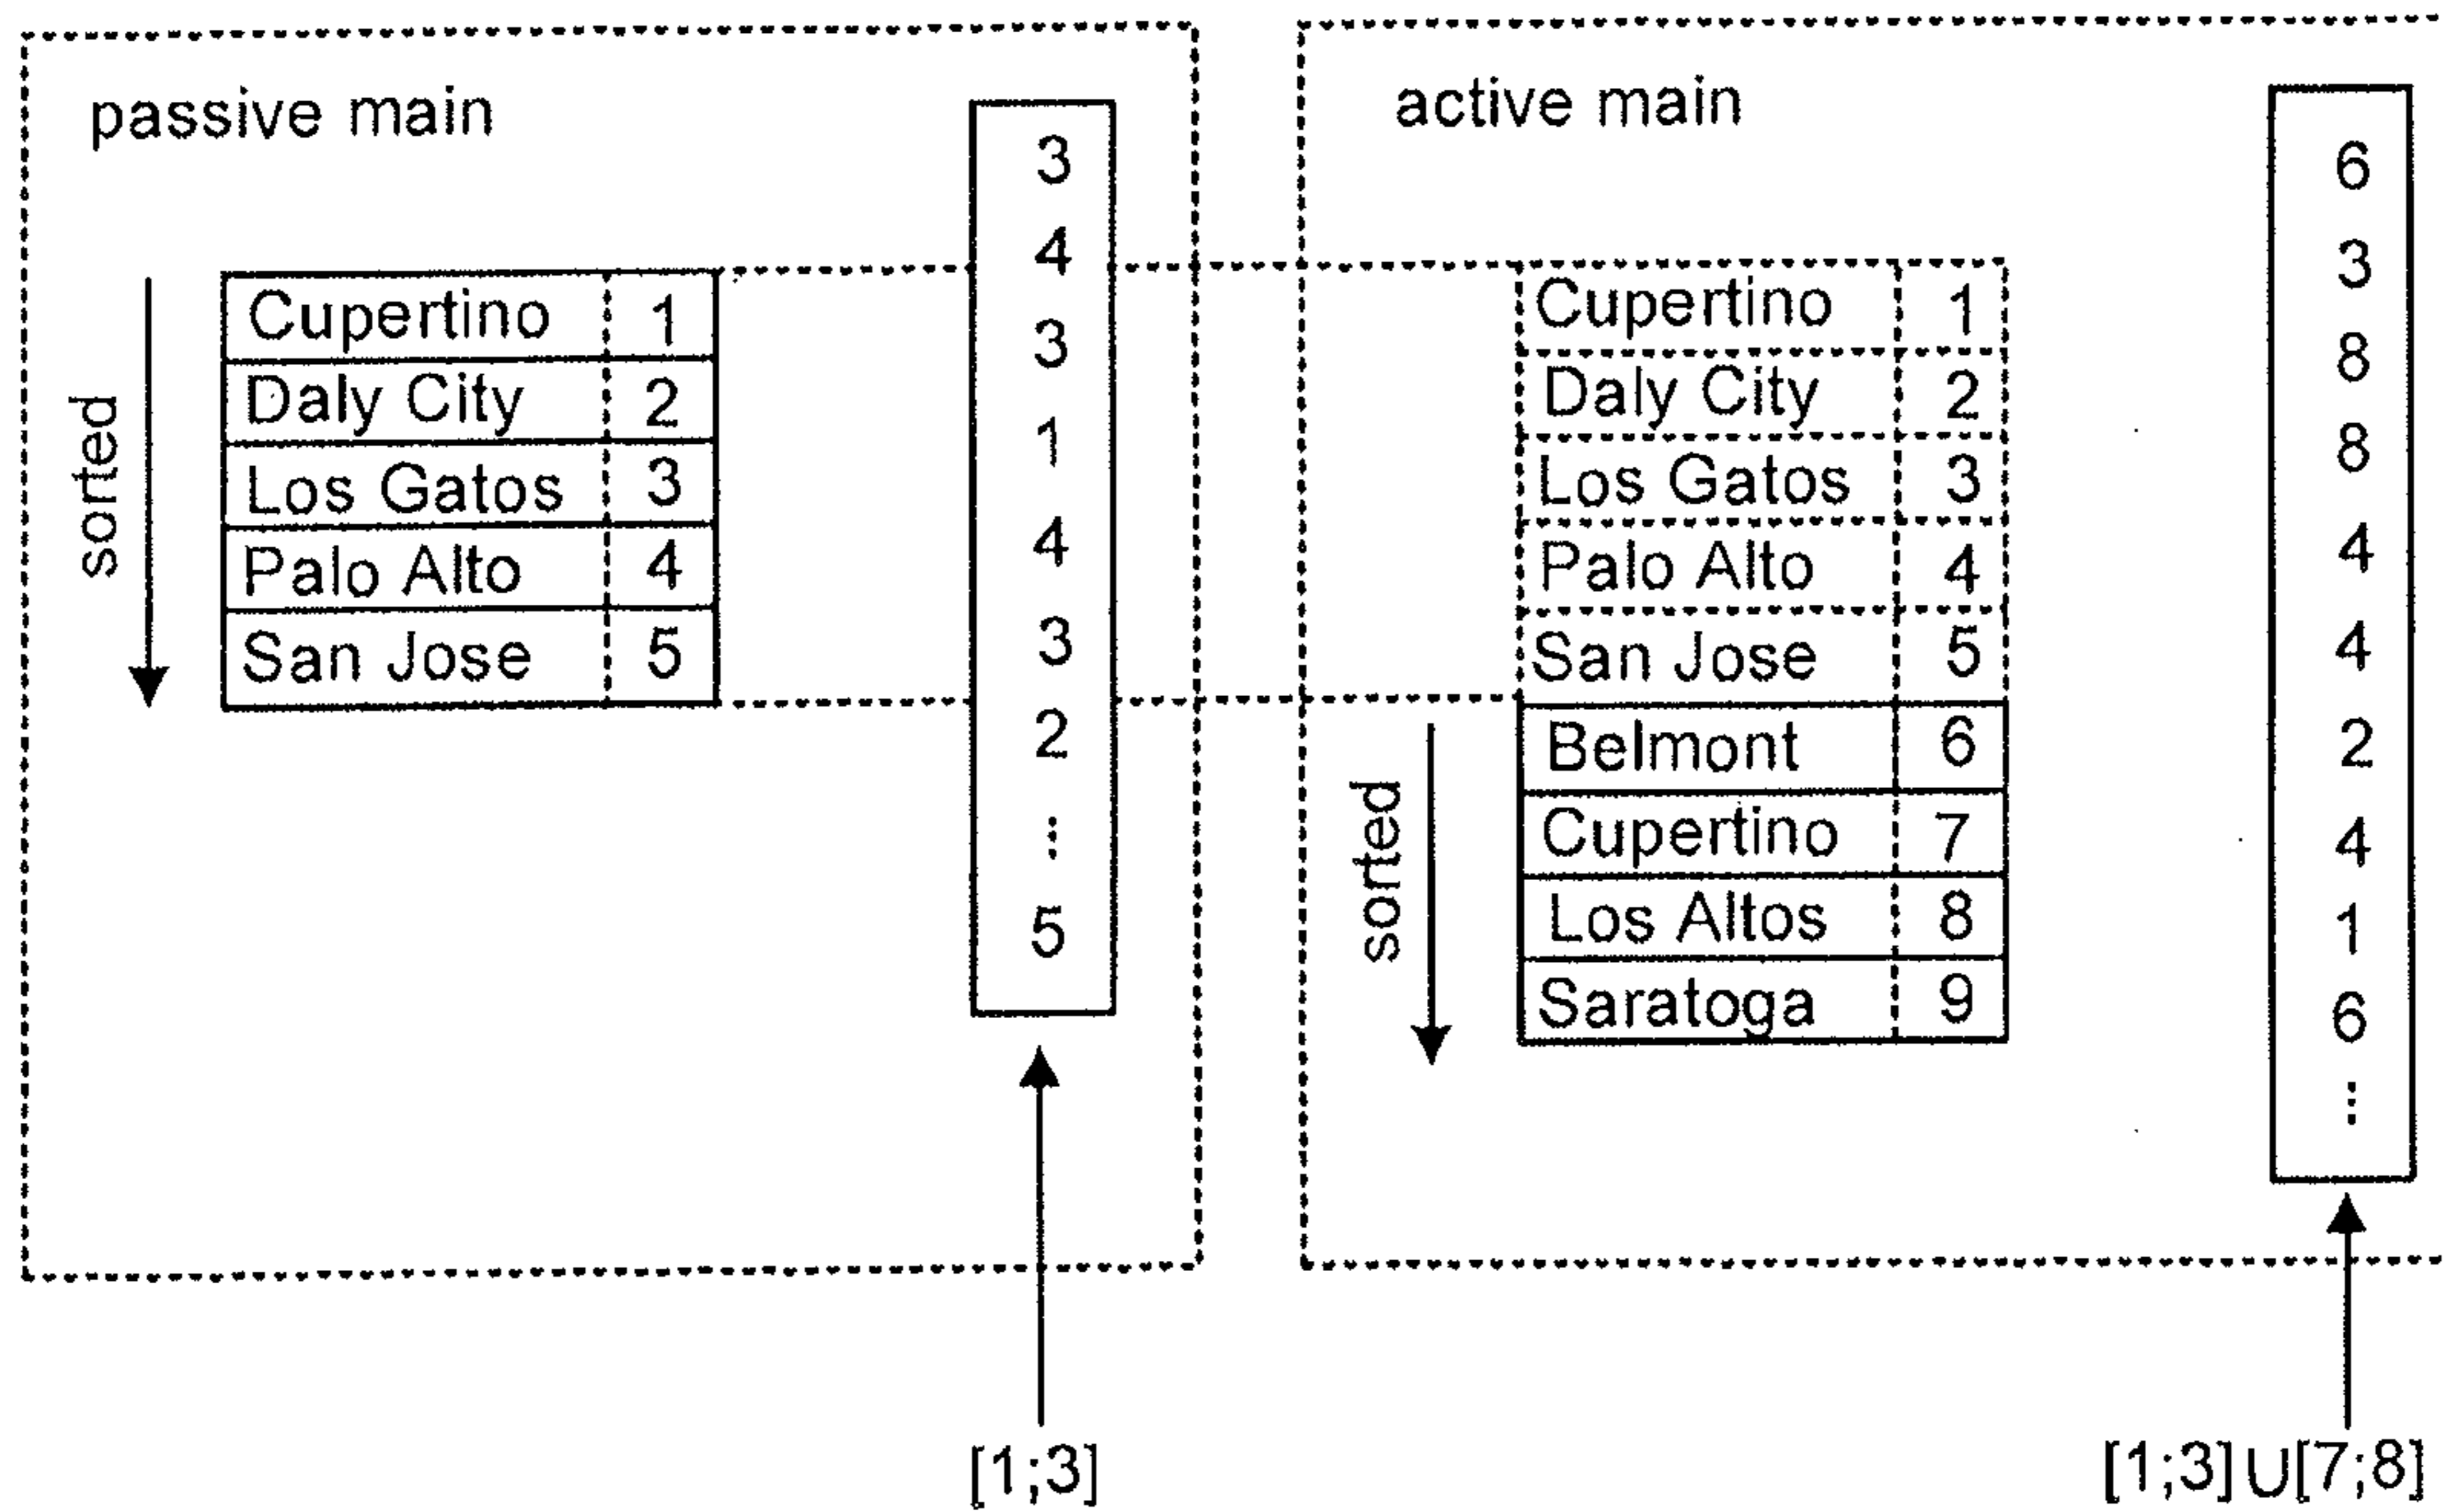 passive main
sorted
Cupertino 1
Daly City 2
Los Gatos 3
Palo Alto 4
San Jose 5
3
4
3
1
4
3
2
⋮
5
[1;3]
active main
Cupertino 1
Daly City 2
Los Gatos 3
Palo Alto 4
San Jose 5
sorted
Belmont 6
Cupertino 7
Los Altos 8
Saratoga 9
6
3
8
8
4
4
2
4
1
6
⋮
[1;3]∪[7;8]